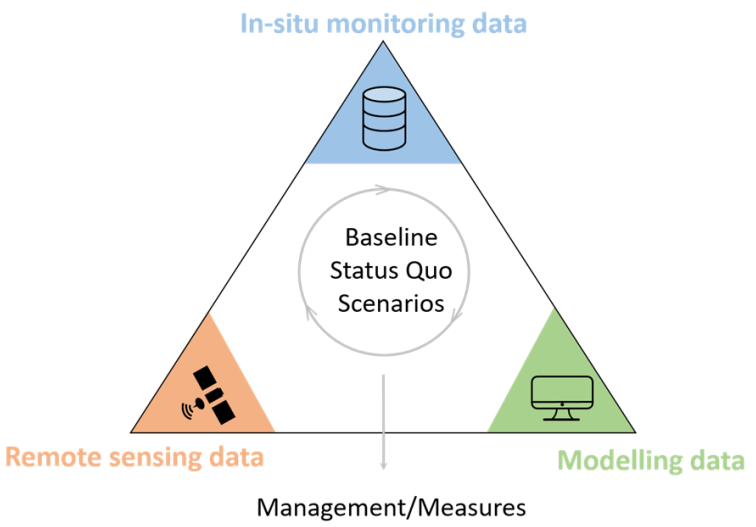 In-situ monitoring data
Baseline
Status Quo
Scenarios
Remote sensing data
Modelling data
Management/Measures